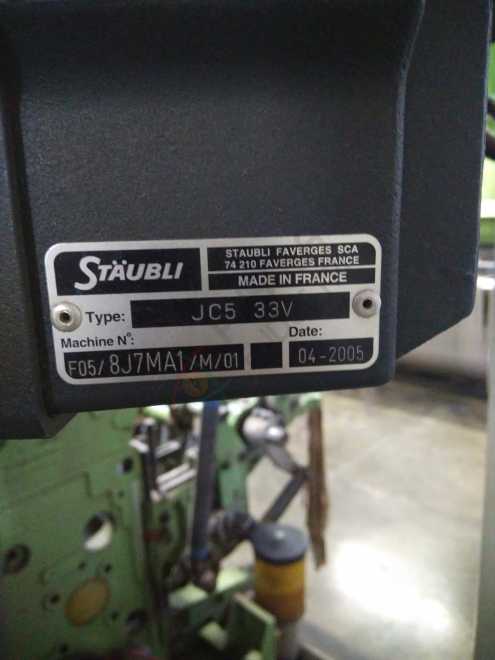 STÄUBLI
STAUBLI FAVERGES SCA
74 210 FAVERGES FRANCE
MADE IN FRANCE
Type: JC5 33V
Machine No: Date:
F05/8J7MA1/M/01 04-2005